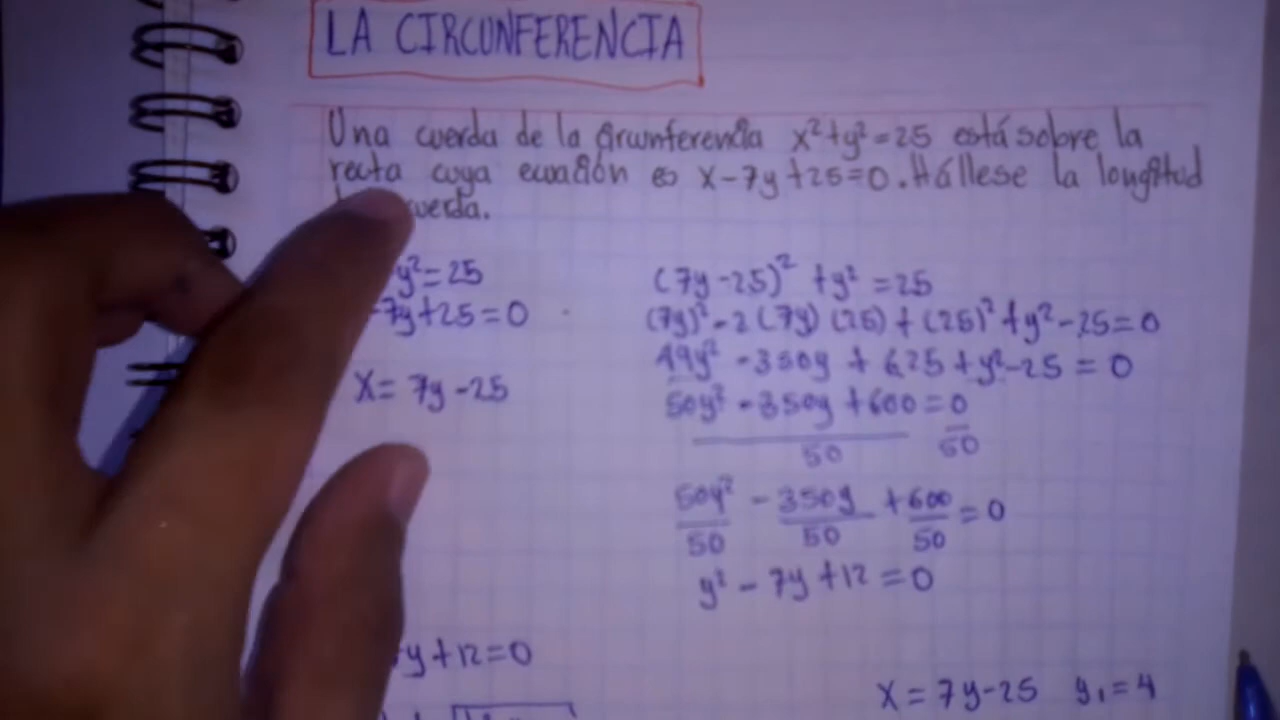 LA CIRCUNFERENCIA
Una cuerda de la circunferencia x²+y²=25 está sobre la
recta cuya ecuación es x-7y+25=0. Hállese la longitud
cuerda.
y²=25
-7y+25=0
x=7y-25
(7y-25)²+y²=25
(7y)²-2(7y)(25)+(25)²+y²-25=0
49y²-350y+625+y²-25=0
50y²-350y+600=0
50 50
50y² - 350y + 600 = 0
50 50 50
y²-7y+12=0
y+12=0
x=7y-25 y₁=4